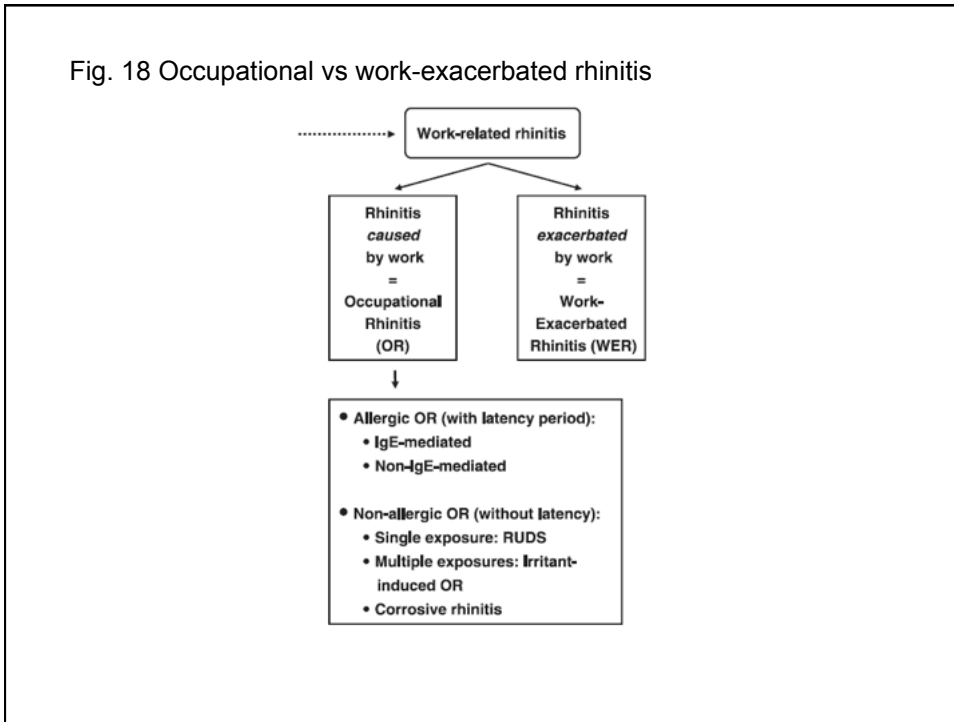 Fig. 18 Occupational vs work-exacerbated rhinitis
Work-related rhinitis
Rhinitis
caused
by work
=
Occupational
Rhinitis
(OR)
Rhinitis
exacerbated
by work
=
Work-
Exacerbated
Rhinitis (WER)
• Allergic OR (with latency period):
• IgE-mediated
• Non-IgE-mediated
• Non-allergic OR (without latency):
• Single exposure: RUDS
• Multiple exposures: Irritant-
induced OR
• Corrosive rhinitis